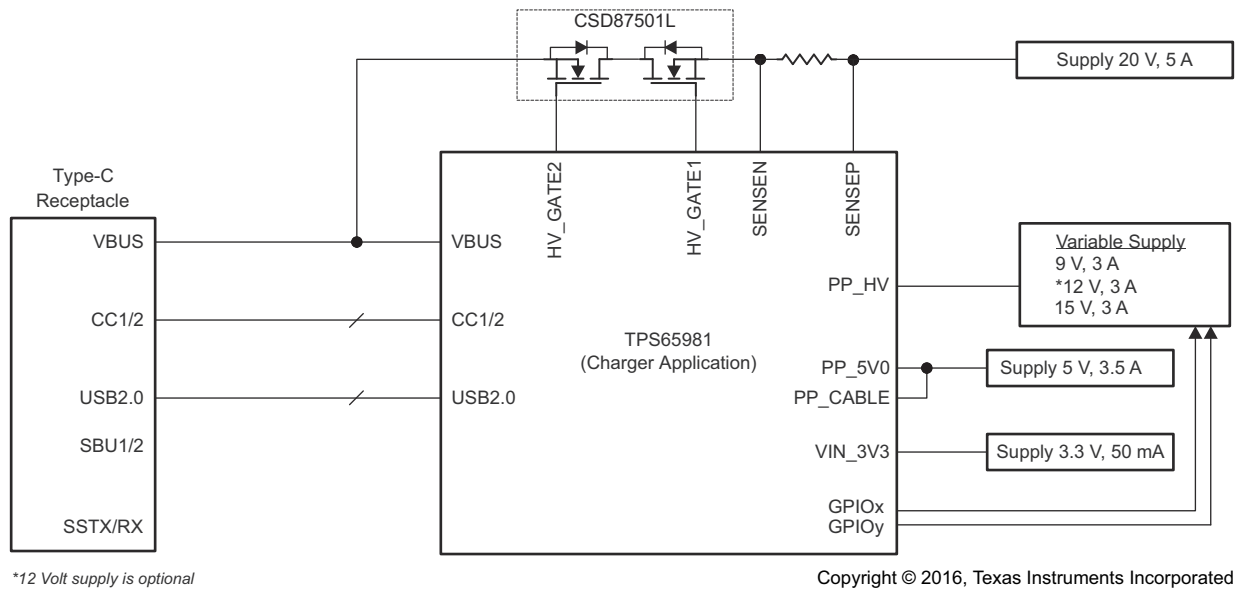 CSD87501L
Supply 20 V, 5 A
HV_GATE2
HV_GATE1
SENSEN
SENSEP
Type-C
Receptacle
VBUS
CC1/2
USB2.0
SBU1/2
SSTX/RX
VBUS
CC1/2
USB2.0
TPS65981
(Charger Application)
PP_HV
PP_5V0
PP_CABLE
VIN_3V3
GPIOx
GPIOy
Variable Supply
9 V, 3 A
*12 V, 3 A
15 V, 3 A
Supply 5 V, 3.5 A
Supply 3.3 V, 50 mA
*12 Volt supply is optional
Copyright © 2016, Texas Instruments Incorporated